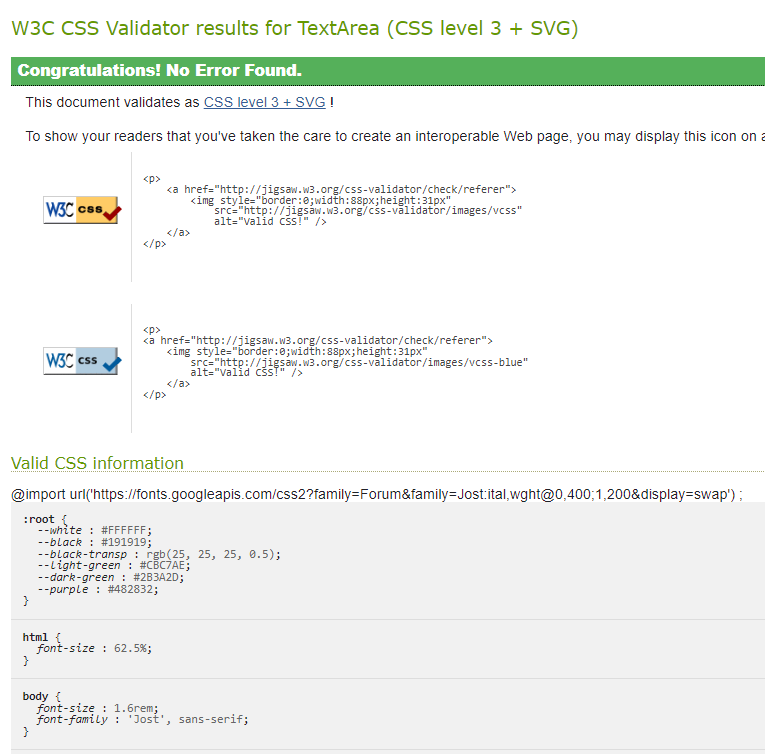 W3C CSS Validator results for TextArea (CSS level 3 + SVG)
Congratulations! No Error Found.
This document validates as CSS level 3 + SVG !
To show your readers that you've taken the care to create an interoperable Web page, you may display this icon on a
W3C css
<p>
<a href="http://jigsaw.w3.org/css-validator/check/referer">
<img style="border:0;width:88px;height:31px"
src="http://jigsaw.w3.org/css-validator/images/vcss"
alt="Valid CSS!" />
</a>
</p>
W3C css
<p>
<a href="http://jigsaw.w3.org/css-validator/check/referer">
<img style="border:0;width:88px;height:31px"
src="http://jigsaw.w3.org/css-validator/images/vcss-blue"
alt="Valid CSS!" />
</a>
</p>
Valid CSS information
@import url('https://fonts.googleapis.com/css2?family=Forum&family=Jost:ital,wght@0,400;1,200&display=swap') ;
:root {
--white : #FFFFFF;
--black : #191919;
--black-transp : rgb(25, 25, 25, 0.5);
--light-green : #CBC7AE;
--dark-green : #2B3A2D;
--purple : #482832;
}
html {
font-size : 62.5%;
}
body {
font-size : 1.6rem;
font-family : 'Jost', sans-serif;
}